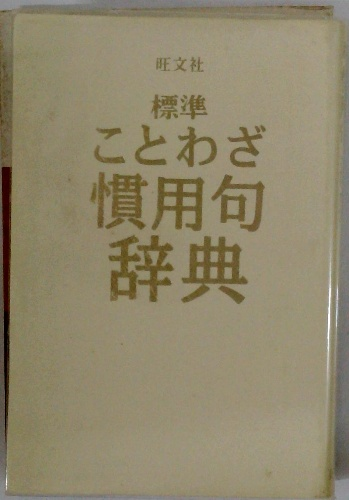 旺文社
標準
ことわざ
慣用句
辞典